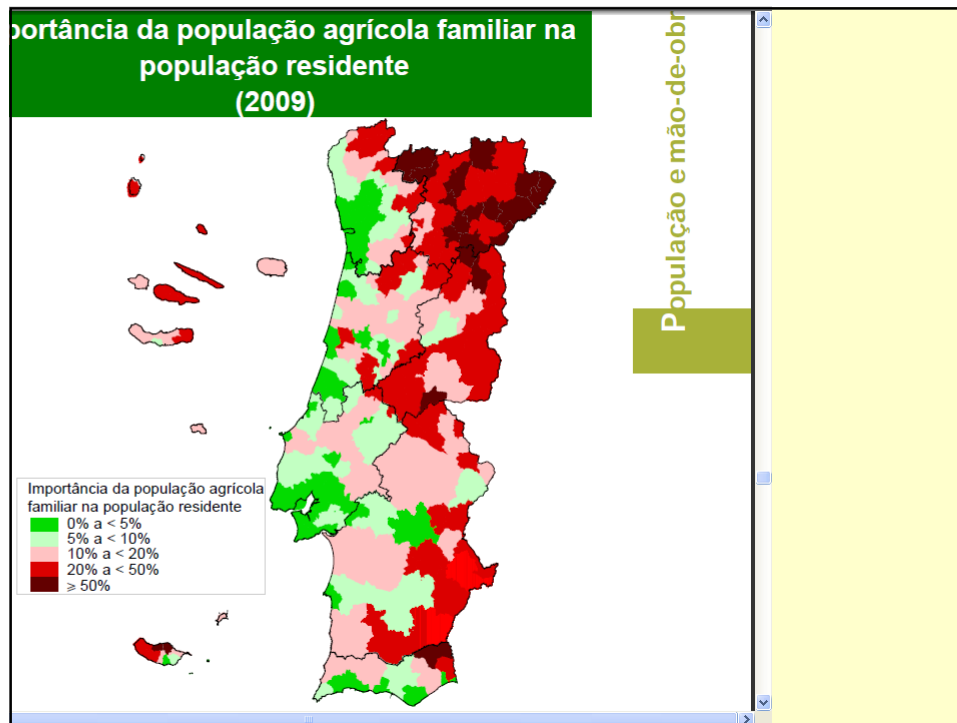 portância da população agrícola familiar na
população residente
(2009)
População e mão-de-obr
Importância da população agrícola
familiar na população residente
0% a < 5%
5% a < 10%
10% a < 20%
20% a < 50%
≥ 50%